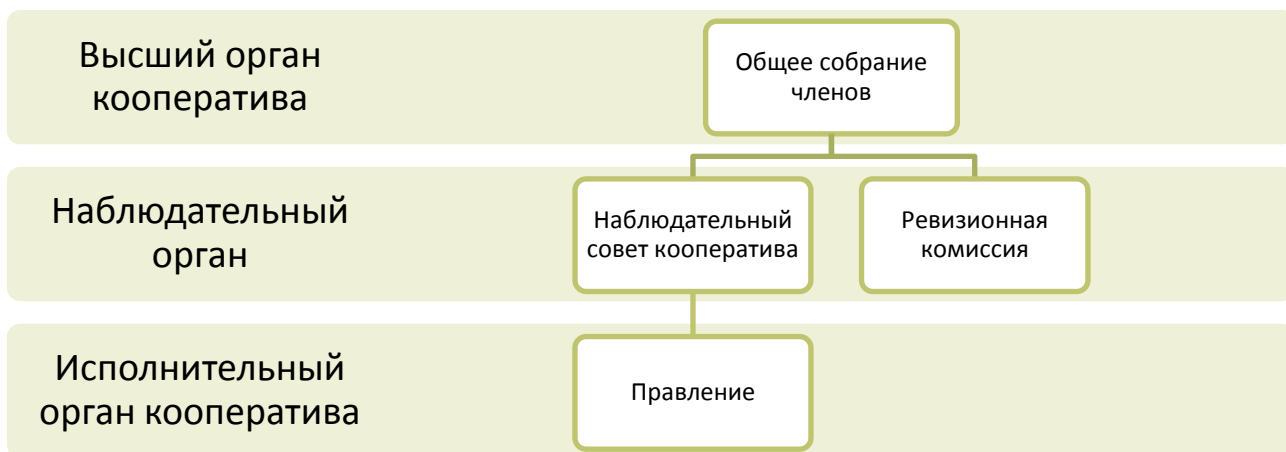 Высший орган
кооператива
Общее собрание
членов
Наблюдательный
орган
Наблюдательный
совет кооператива
Ревизионная
комиссия
Исполнительный
орган кооператива
Правление